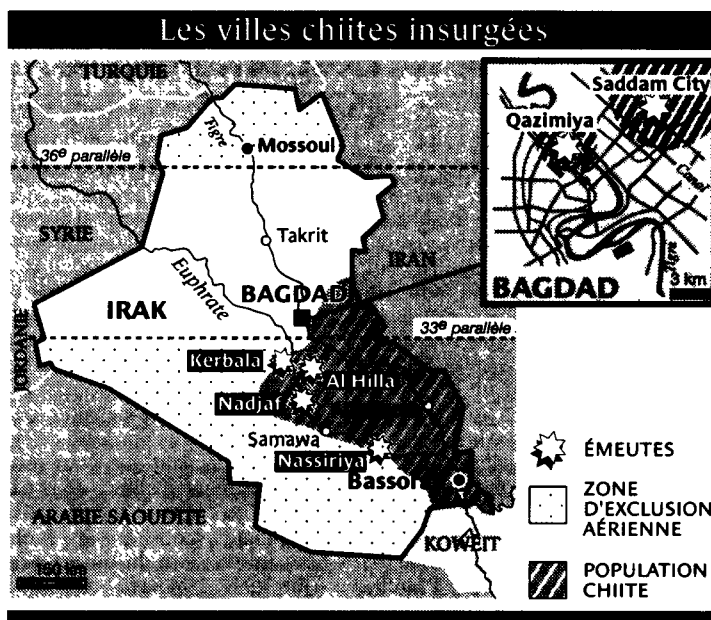 Les villes chiites insurgées
TURQUIE
Tigre
Mossoul
36e parallèle
SYRIE
Takrit
IRAN
Euphrate
BAGDAD
IRAK
JORDANIE
33e parallèle
Kerbala
Al Hilla
Nadjaf
Samawa
Nassiriya
ARABIE SAOUDITE
KOWEIT
150 km
Saddam City
Qazimiya
Canal
Tigre
BAGDAD
3 km
ÉMEUTES
ZONE
D'EXCLUSION
AÉRIENNE
POPULATION
CHIITE